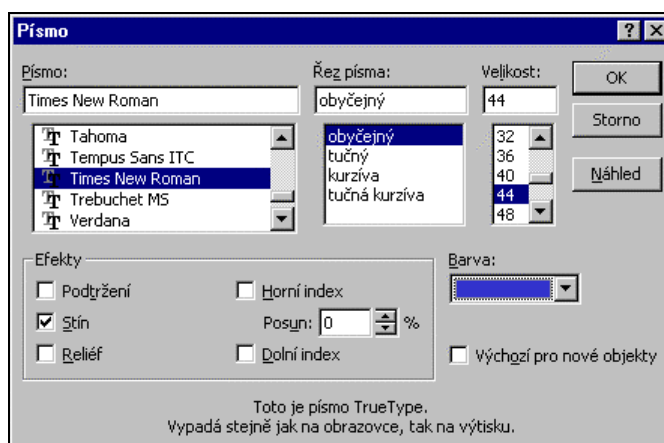 Písmo
Písmo:
Times New Roman
Tahoma
Tempus Sans ITC
Times New Roman
Trebuchet MS
Verdana
Řez písma:
obyčejný
obyčejný
tučný
kurzíva
tučná kurzíva
Velikost:
44
32
36
40
44
48
OK
Storno
Náhled
Efekty
Podtržení
Stín
Reliéf
Horní index
Posun: 0 %
Dolní index
Barva:
Výchozí pro nové objekty
Toto je písmo TrueType.
Vypadá stejně jak na obrazovce, tak na výtisku.